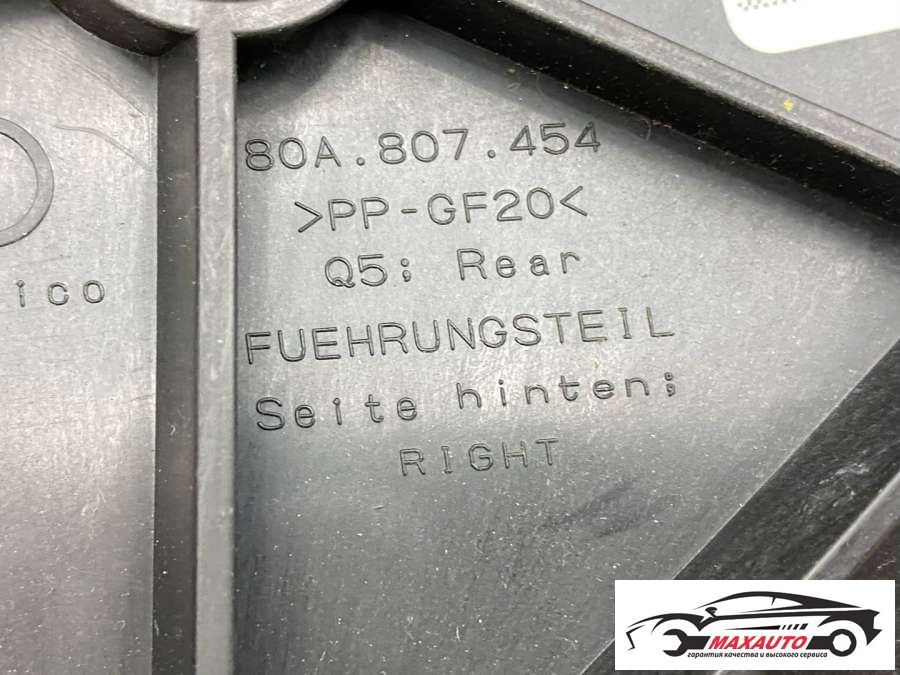 80A.807.454
>PP-GF20<
Q5; Rear
ico
FUEHRUNGSTEIL
Seite hinten;
RIGHT
MAXAUTO
гарантия качества и высокого сервиса